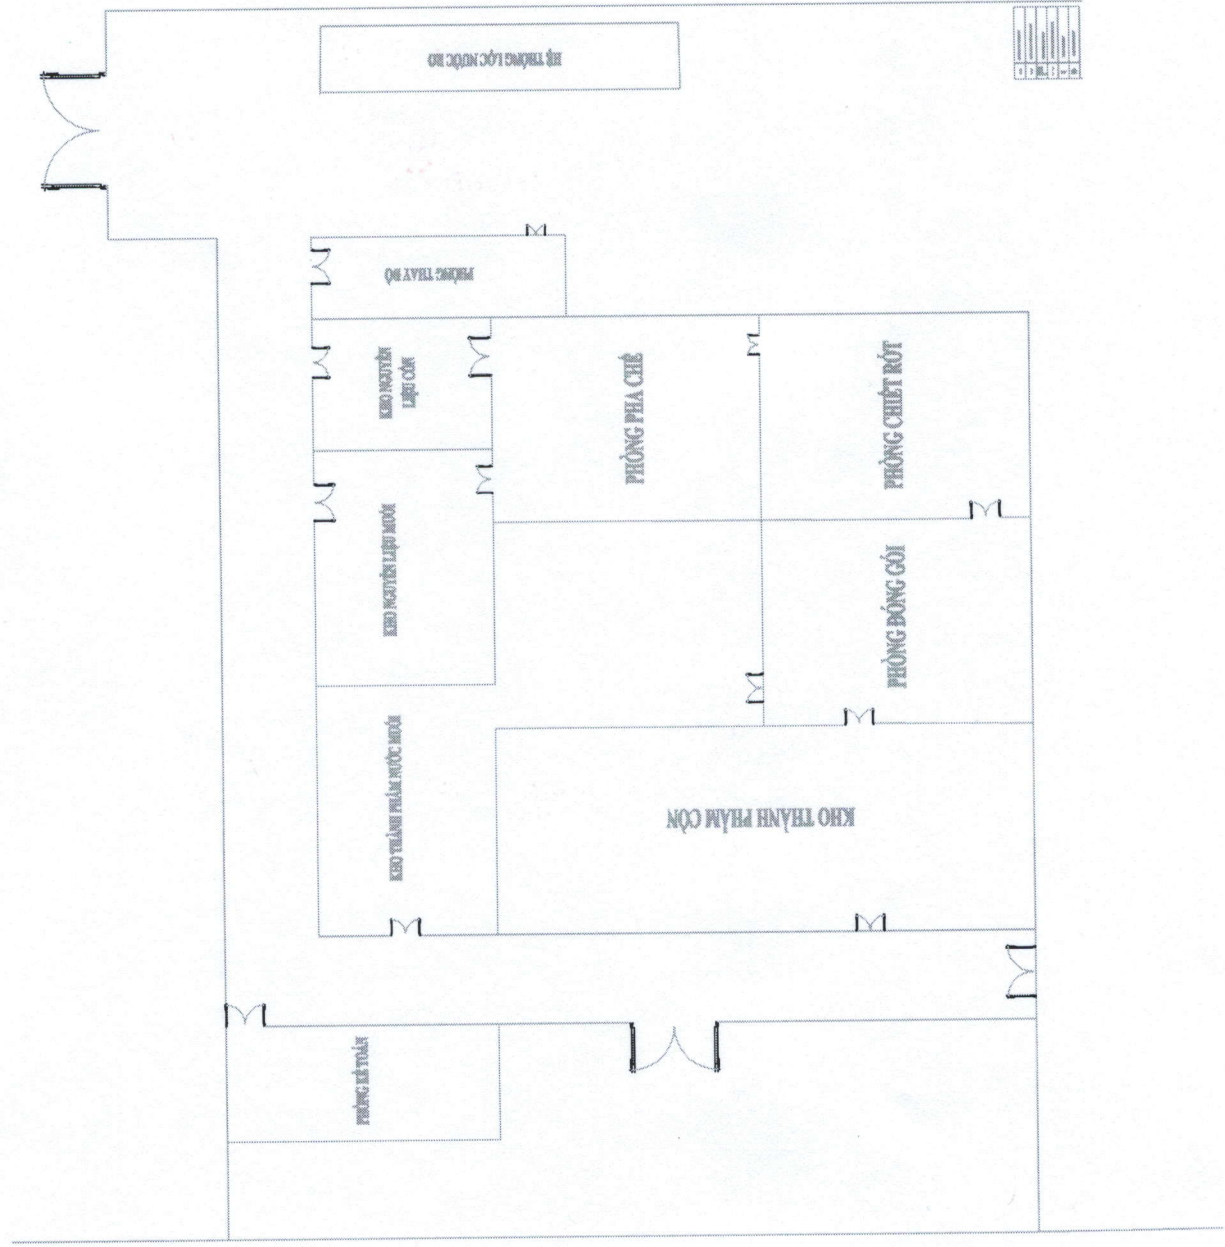 HỆ THỐNG LỌC NƯỚC RO
PHÒNG THAY ĐỒ
KHO NGUYÊN
LIỆU CỒN
PHÒNG PHA CHẾ
PHÒNG CHIẾT RÓT
KHO NGUYÊN LIỆU MUỐI
PHÒNG ĐÓNG GÓI
KHO THÀNH PHẨM NƯỚC MUỐI
KHO THÀNH PHẨM CỒN
PHÒNG KẾ TOÁN